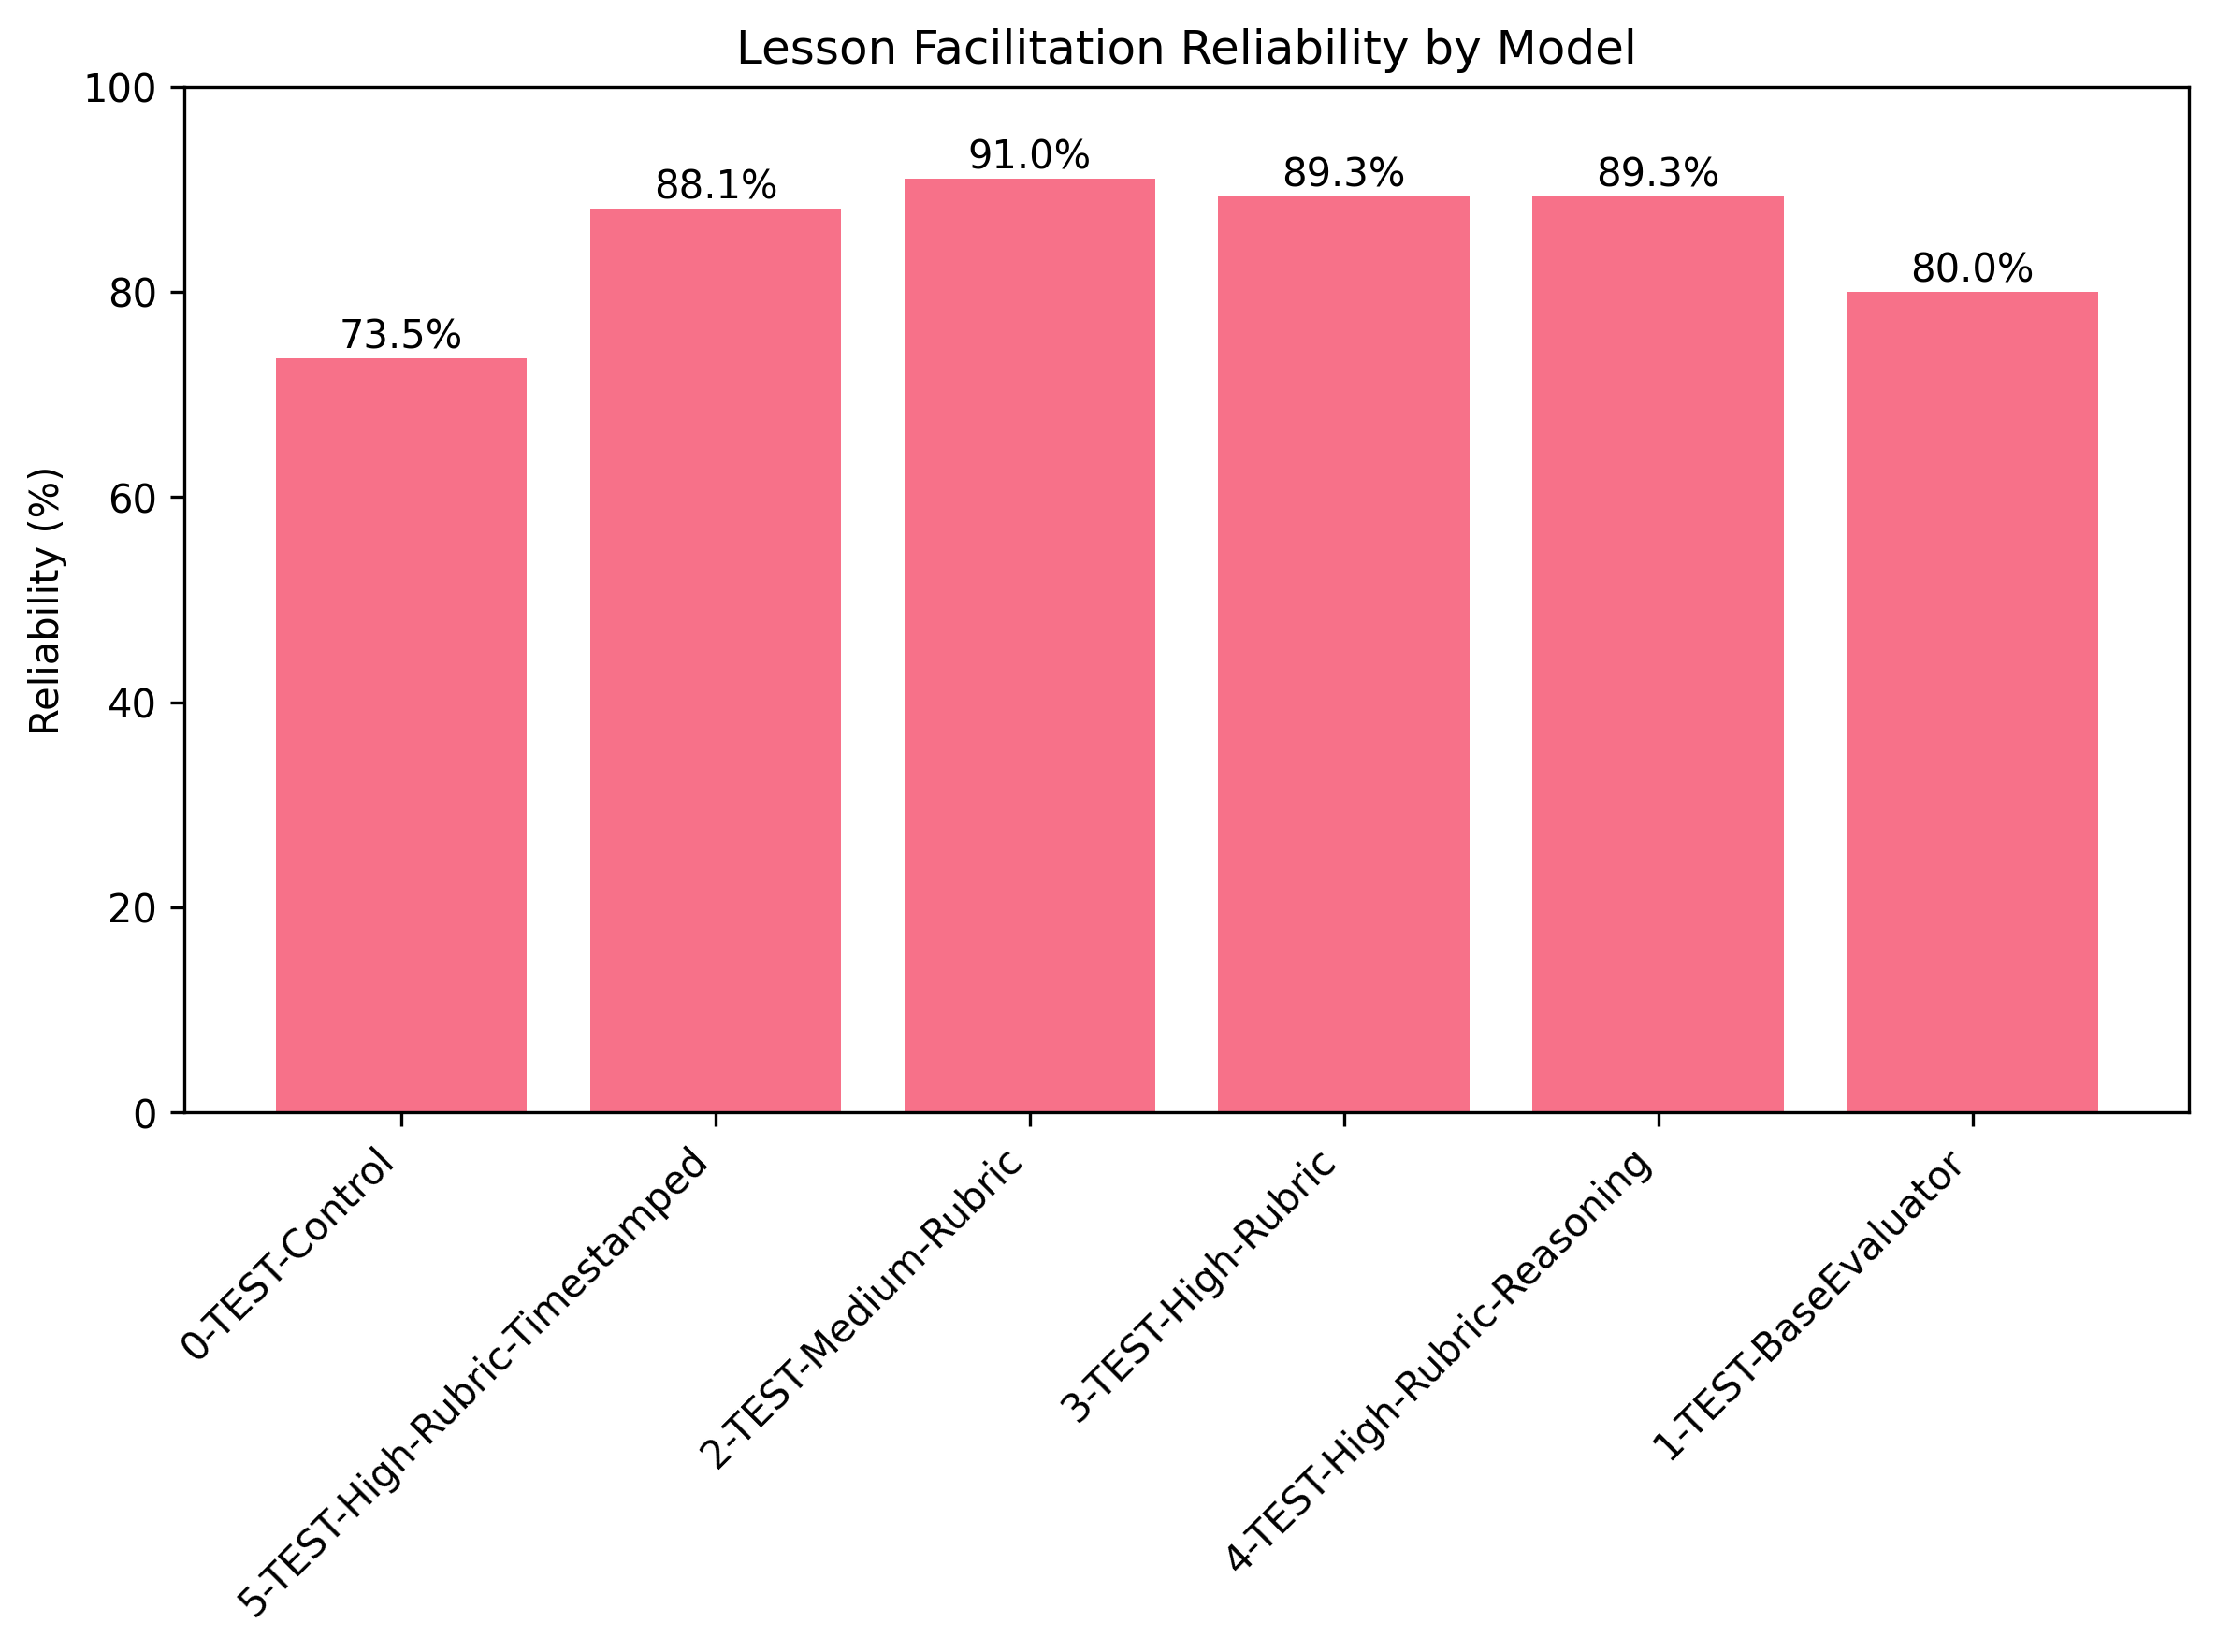 Lesson Facilitation Reliability by Model
Reliability (%)
100
80
60
40
20
0
73.5%
88.1%
91.0%
89.3%
89.3%
80.0%
0-TEST-Control
5-TEST-High-Rubric-Timestamped
2-TEST-Medium-Rubric
3-TEST-High-Rubric
4-TEST-High-Rubric-Reasoning
1-TEST-BaseEvaluator